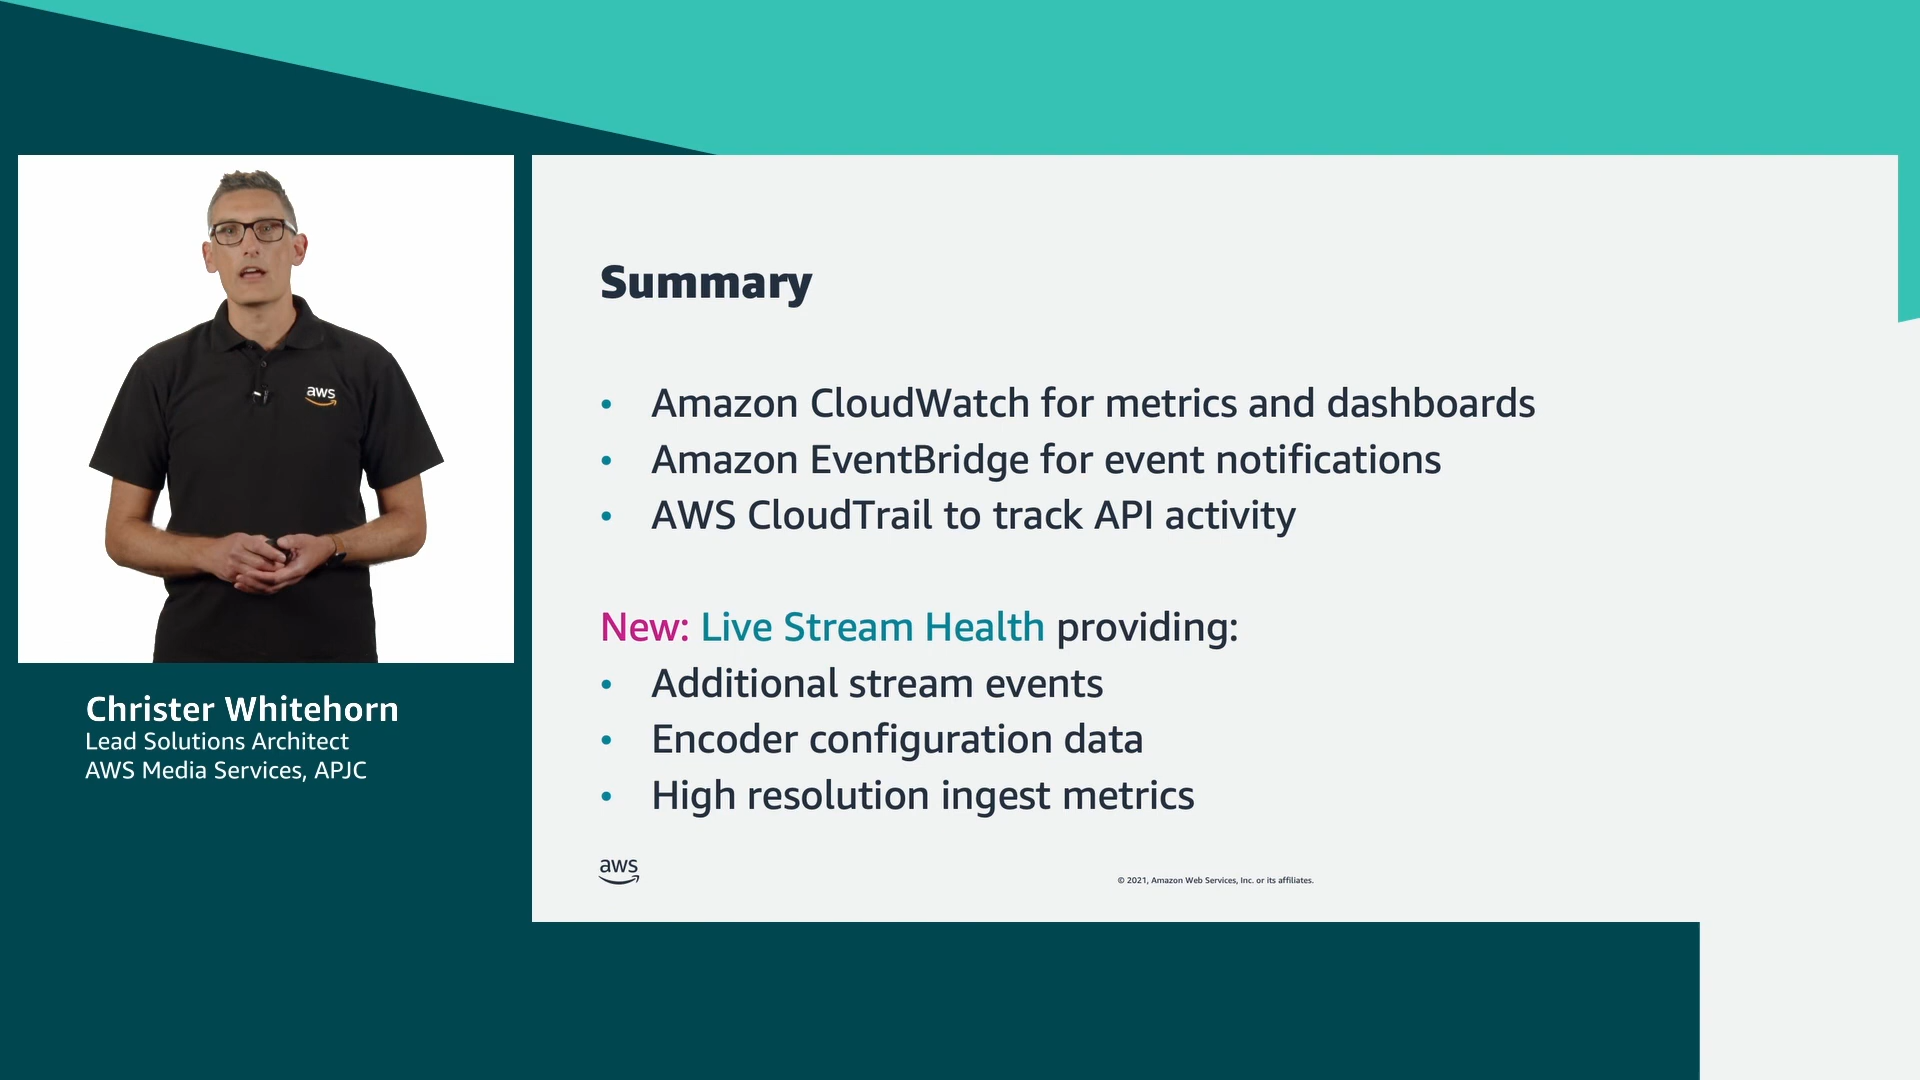 aws
Christer Whitehorn
Lead Solutions Architect
AWS Media Services, APJC
Summary
• Amazon CloudWatch for metrics and dashboards
• Amazon EventBridge for event notifications
• AWS CloudTrail to track API activity
New: Live Stream Health providing:
• Additional stream events
• Encoder configuration data
• High resolution ingest metrics
aws
© 2021, Amazon Web Services, Inc. or its affiliates.